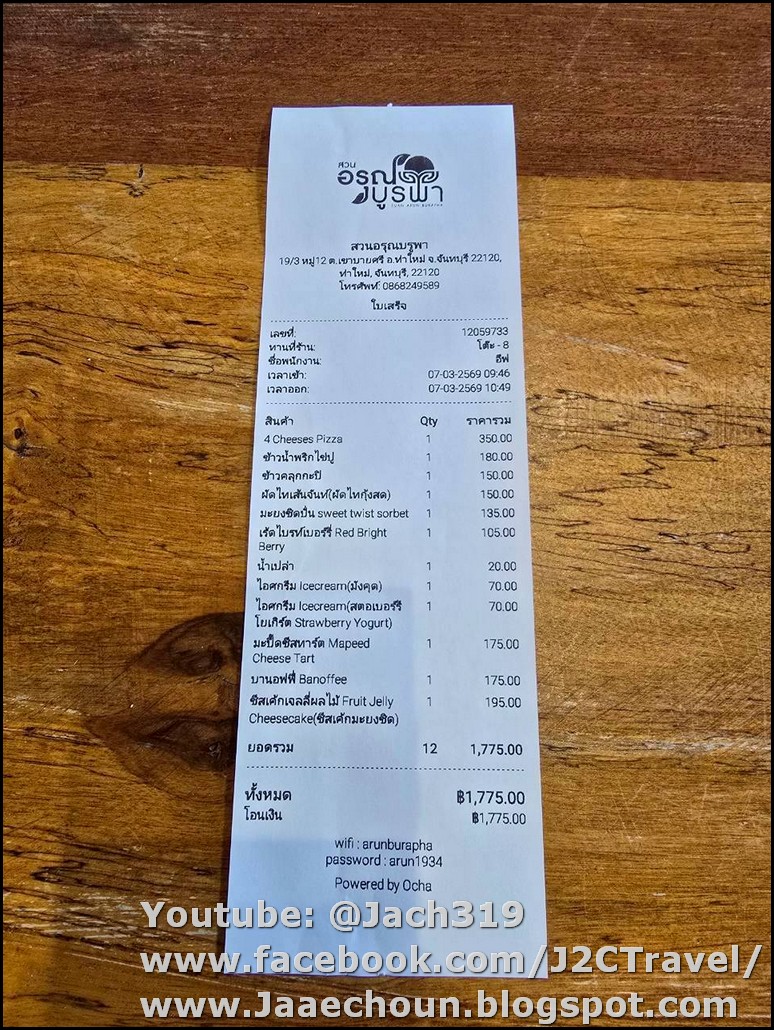 สวน
อรุณ
บูรพา
SUAN ARUN BURAPHA
สวนอรุณบรูพา
19/3 หมู่12 ต.เขาบายศรี อ.ท่าใหม่ จ.จันทบุรี 22120,
ท่าใหม่, จันทบุรี, 22120
โทรศัพท์: 0868249589
ใบเสร็จ
เลขที่: 12059733
ทานที่ร้าน: โต๊ะ - 8
ชื่อพนักงาน: อีฟ
เวลาเข้า: 07-03-2569 09:46
เวลาออก: 07-03-2569 10:49
สินค้า Qty ราคารวม
4 Cheeses Pizza 1 350.00
ข้าวน้ำพริกไข่ปู 1 180.00
ข้าวคลุกกะปิ 1 150.00
ผัดไทเส้นจันท์(ผัดไทกุ้งสด) 1 150.00
มะยงชิดปั่น sweet twist sorbet 1 135.00
เร้ดไบรท์เบอร์รี่ Red Bright 1 105.00
Berry
น้ำเปล่า 1 20.00
ไอศกรีม Icecream(มังคุด) 1 70.00
ไอศกรีม Icecream(สตอเบอร์รี 1 70.00
โยเกิร์ต Strawberry Yogurt)
มะปี๊ดชีสทาร์ต Mapeed 1 175.00
Cheese Tart
บานอฟฟี่ Banoffee 1 175.00
ชีสเค้กเจลลี่ผลไม้ Fruit Jelly 1 195.00
Cheesecake(ชีสเค้กมะยงชิด)
ยอดรวม 12 1,775.00
ทั้งหมด ฿1,775.00
โอนเงิน ฿1,775.00
wifi : arunburapha
password : arun1934
Powered by Ocha
Youtube: @Jach319
www.facebook.com/J2CTravel/
www.Jaaechoun.blogspot.com